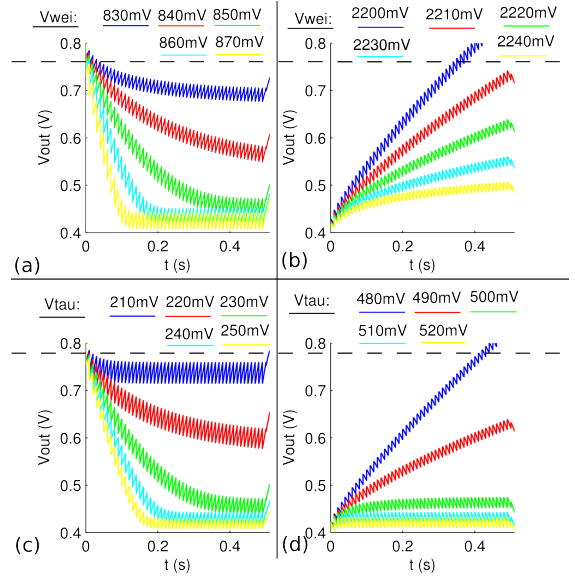 Vwei: 830mV 840mV 850mV
860mV 870mV
0.8
0.7
0.6
0.5
0.4
Vout (V)
0 0.2 0.4
t (s)
(a)
2200mV 2210mV 2220mV
2230mV 2240mV
0.8
0.7
0.6
0.5
0.4
Vout (V)
0 0.2 0.4
t (s)
(b)
Vtau: 210mV 220mV 230mV
240mV 250mV
0.8
0.7
0.6
0.5
0.4
Vout (V)
0 0.2 0.4
t (s)
(c)
Vtau: 480mV 490mV 500mV
510mV 520mV
0.8
0.7
0.6
0.5
0.4
Vout (V)
0 0.2 0.4
t (s)
(d)